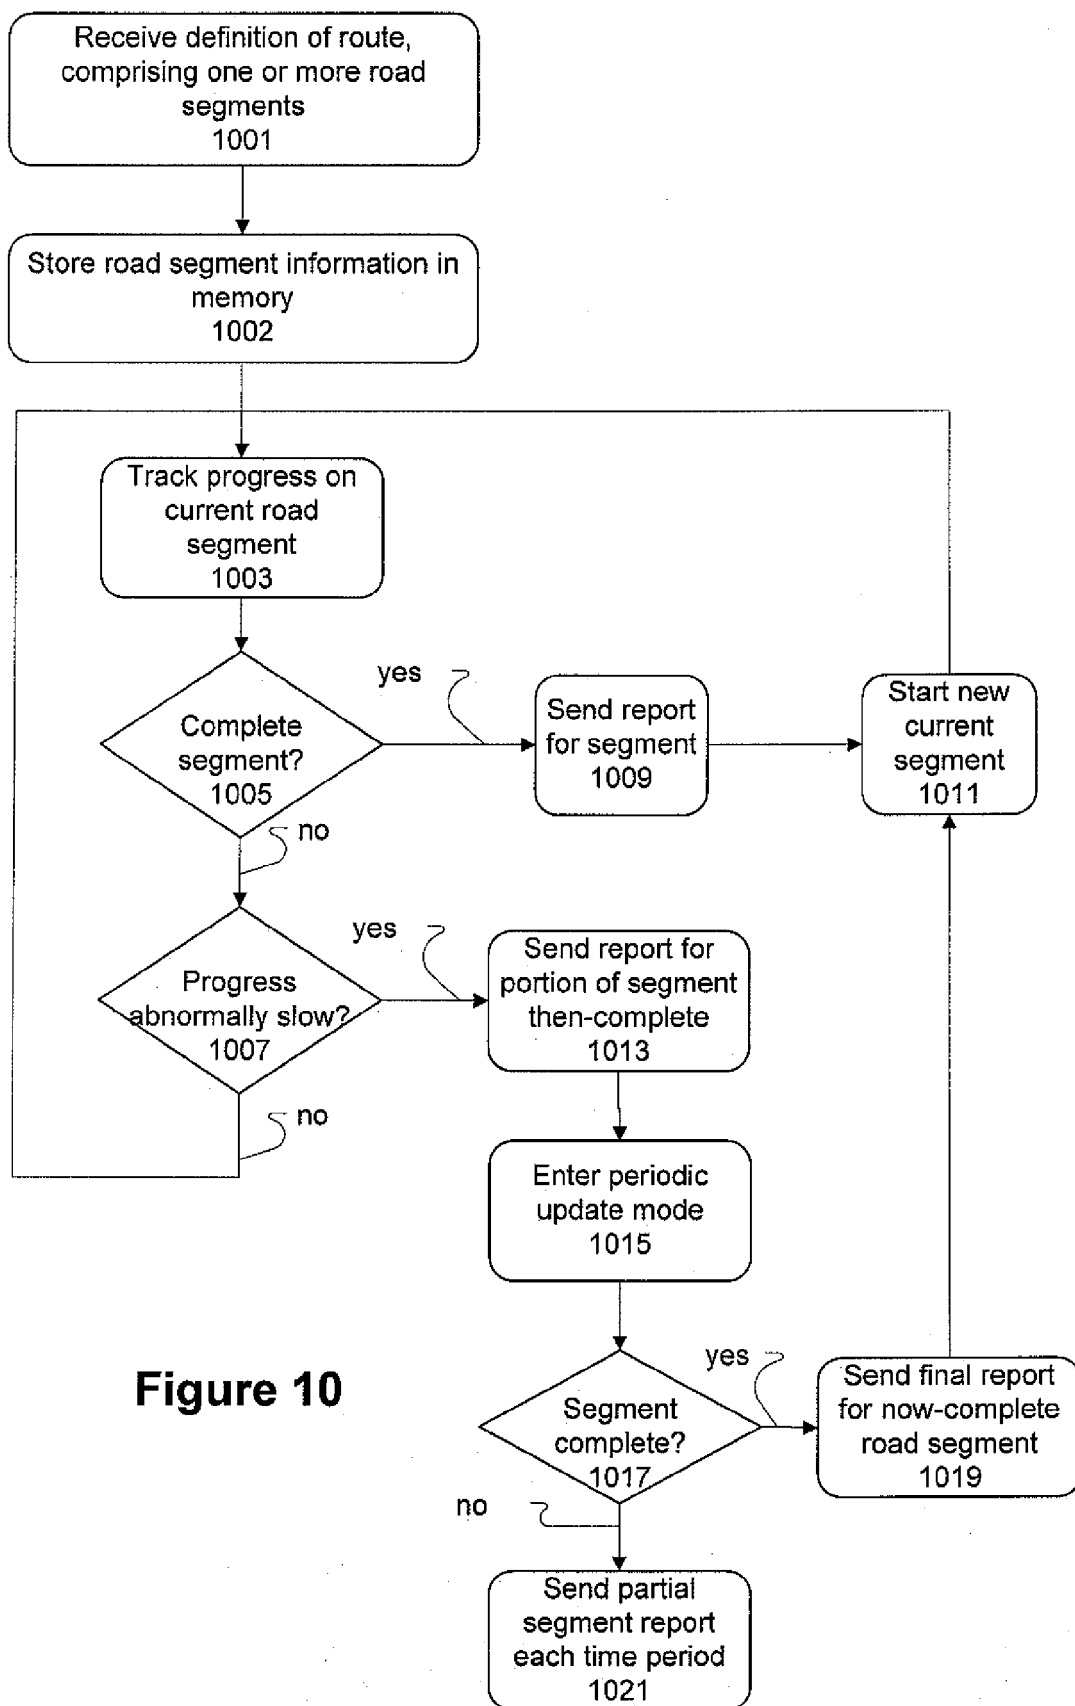 Receive definition of route,
comprising one or more road
segments
1001
Store road segment information in
memory
1002
Track progress on
current road
segment
1003
Complete
segment?
1005
yes
Send report
for segment
1009
Start new
current
segment
1011
no
Progress
abnormally slow?
1007
yes
Send report for
portion of segment
then-complete
1013
no
Enter periodic
update mode
1015
Segment
complete?
1017
yes
Send final report
for now-complete
road segment
1019
no
Send partial
segment report
each time period
1021
Figure 10